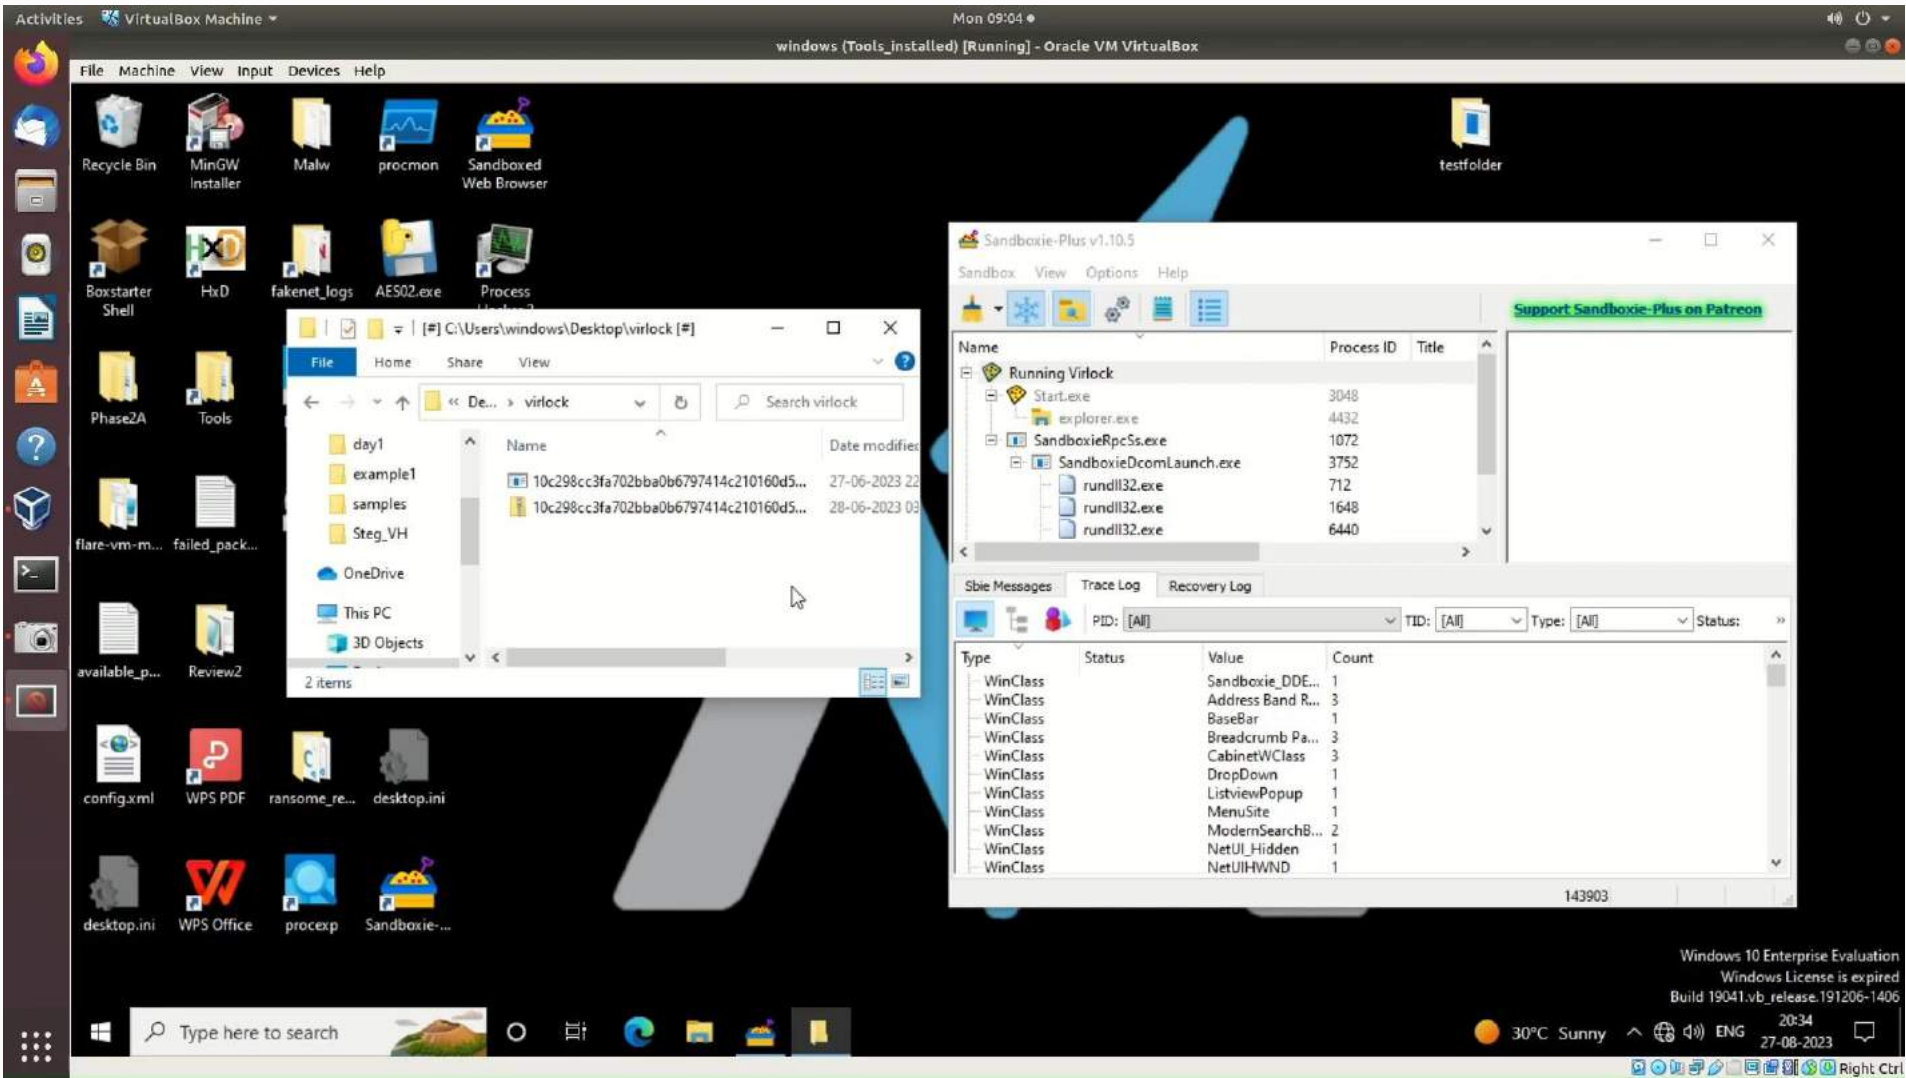 Activities VirtualBox Machine Mon 09:04
windows (Tools_installed) [Running] - Oracle VM VirtualBox
File Machine View Input Devices Help
Recycle Bin
MinGW
Installer
Malw
procmon
Sandboxed
Web Browser
testfolder
Boxstarter
Shell
HxD
fakenet_logs
AES02.exe
Process
Phase2A
Tools
flare-vm-m...
failed_pack...
available_p...
Review2
config.xml
WPS PDF
ransome_re...
desktop.ini
desktop.ini
WPS Office
procexp
Sandboxie-...
[#] C:\Users\windows\Desktop\virlock [#]
File Home Share View
« De... › virlock
Search virlock
day1
example1
samples
Steg_VH
OneDrive
This PC
3D Objects
Name Date modified
10c298cc3fa702bba0b6797414c210160d5... 27-06-2023 22
10c298cc3fa702bba0b6797414c210160d5... 28-06-2023 03
2 items
Sandboxie-Plus v1.10.5
Sandbox View Options Help
Support Sandboxie-Plus on Patreon
Name Process ID Title
Running Virlock
Start.exe 3048
explorer.exe 4432
SandboxieRpcSs.exe 1072
SandboxieDcomLaunch.exe 3752
rundll32.exe 712
rundll32.exe 1648
rundll32.exe 6440
Sbie Messages Trace Log Recovery Log
PID: [All] TID: [All] Type: [All] Status: »
Type Status Value Count
WinClass Sandboxie_DDE... 1
WinClass Address Band R... 3
WinClass BaseBar 1
WinClass Breadcrumb Pa... 3
WinClass CabinetWClass 3
WinClass DropDown 1
WinClass ListviewPopup 1
WinClass MenuSite 1
WinClass ModernSearchB... 2
WinClass NetUI_Hidden 1
WinClass NetUIHWND 1
143903
Windows 10 Enterprise Evaluation
Windows License is expired
Build 19041.vb_release.191206-1406
Type here to search
30°C Sunny
ENG
20:34
27-08-2023
Right Ctrl